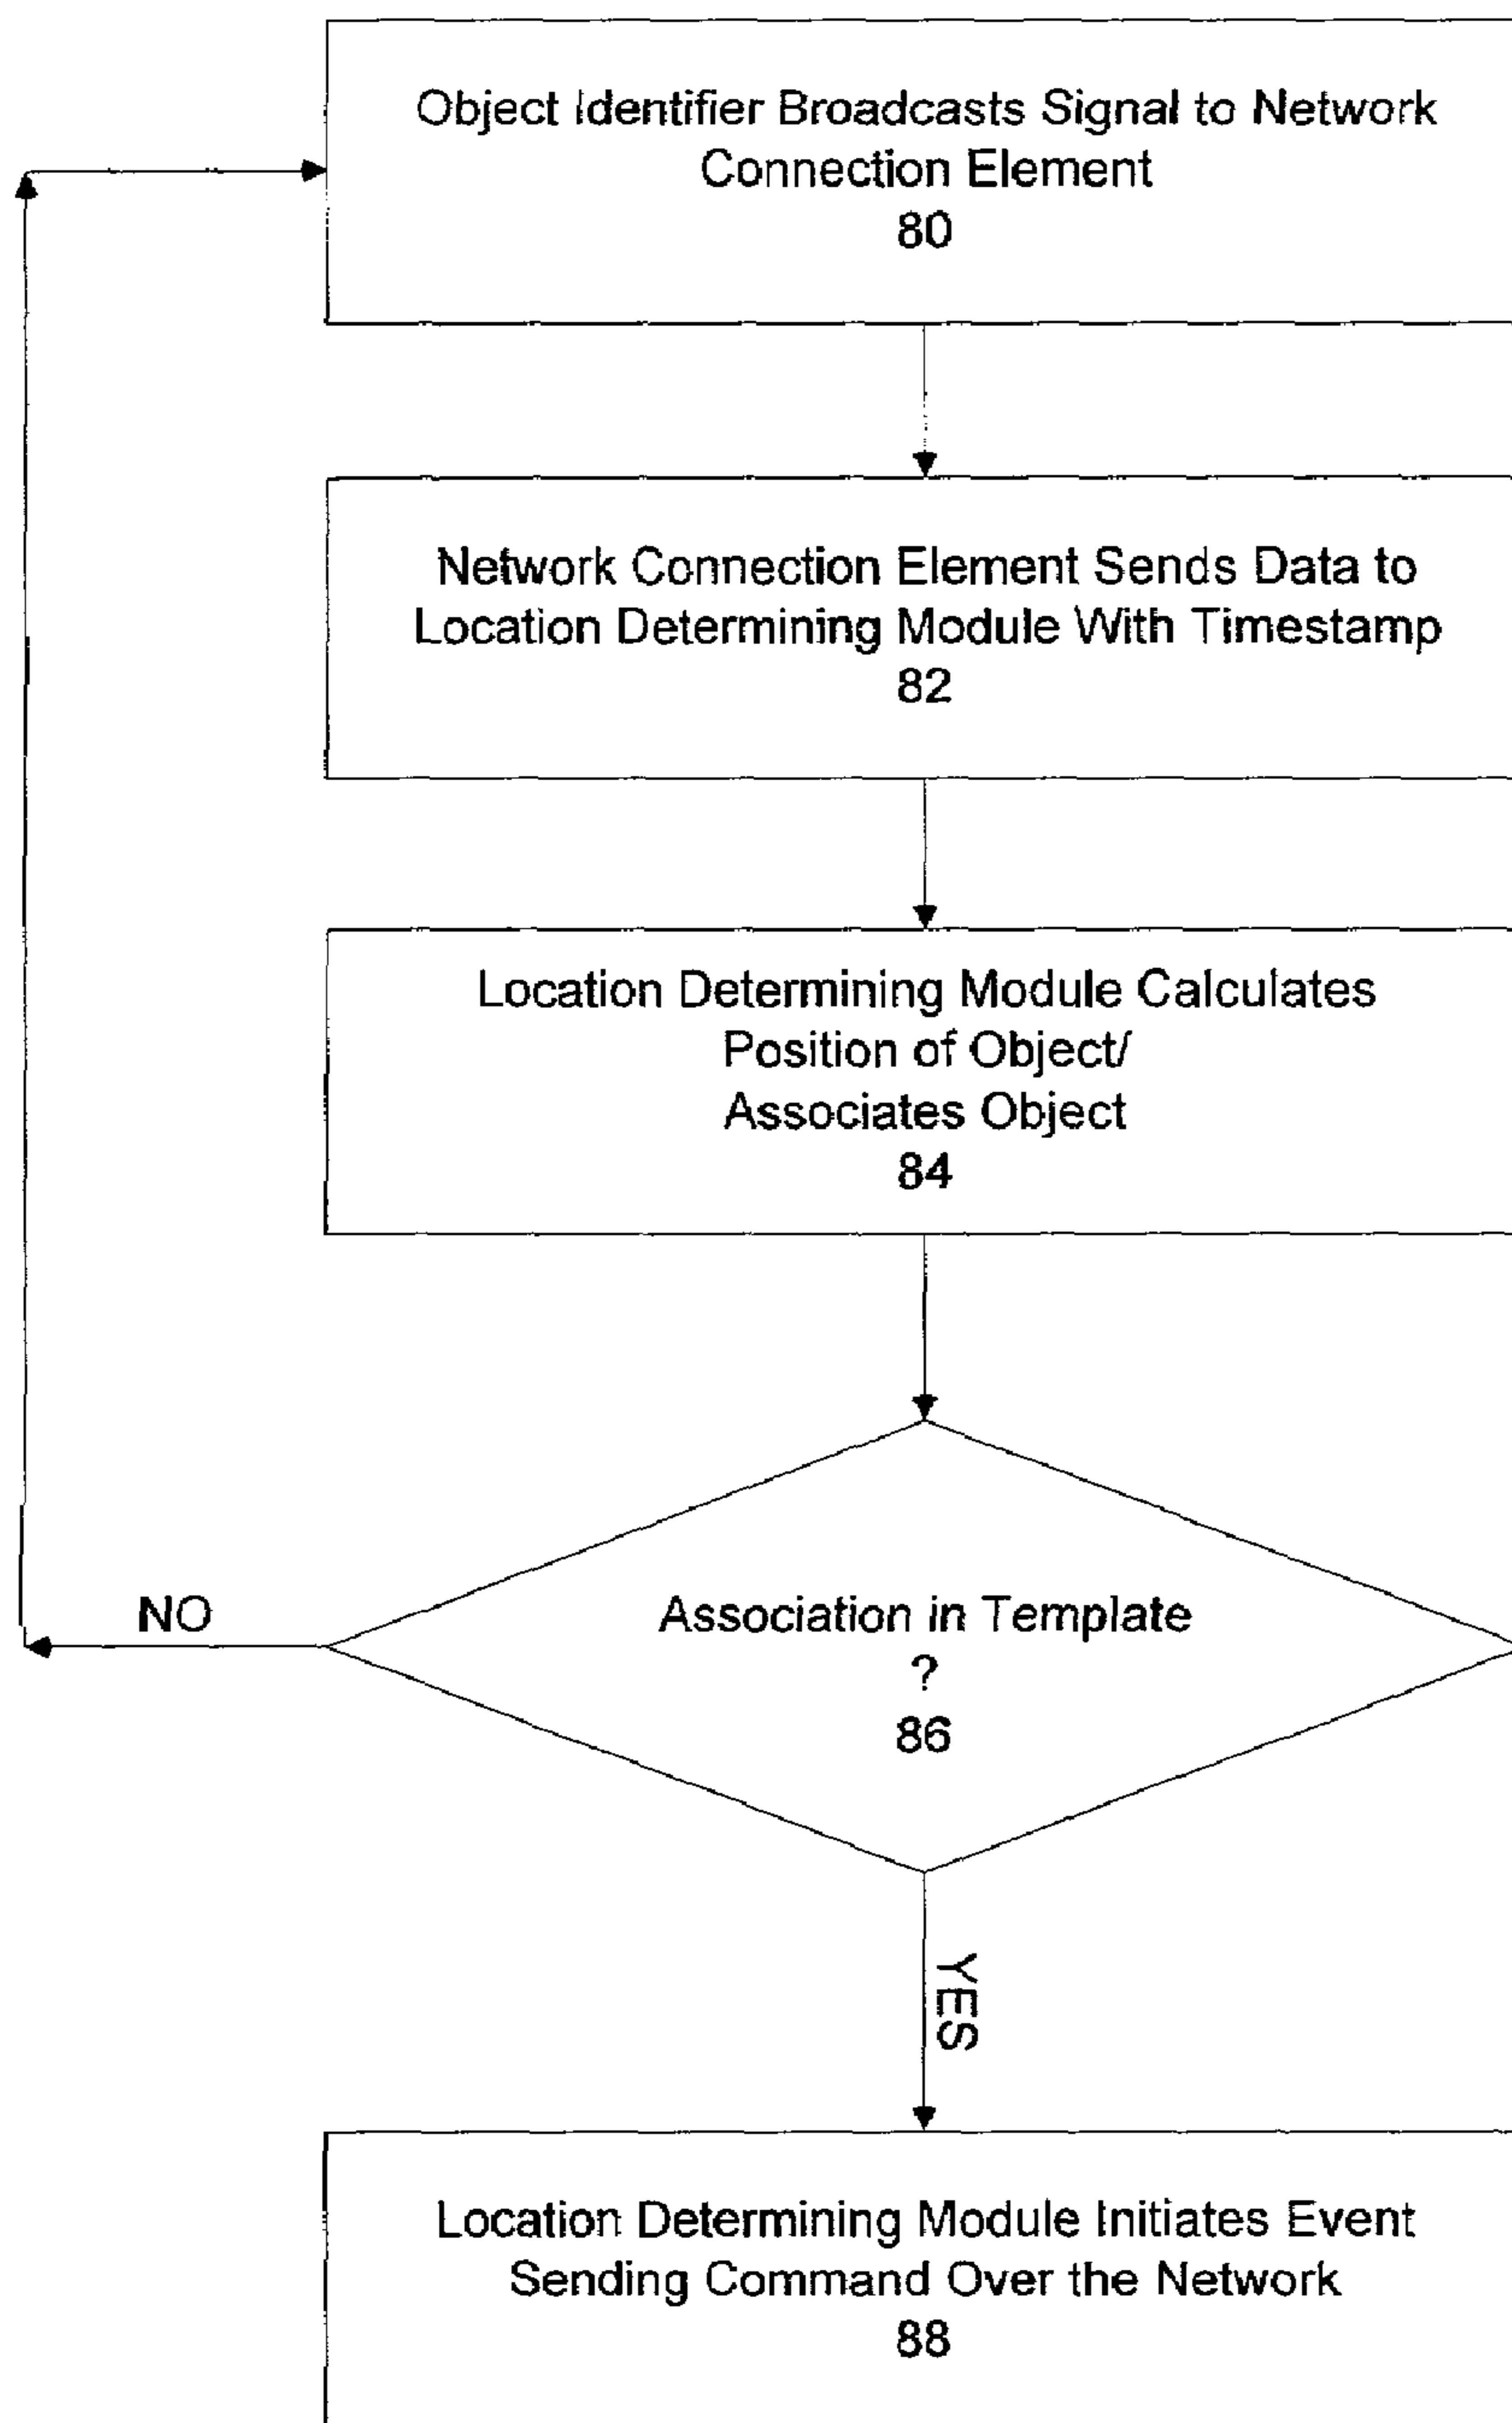 Object Identifier Broadcasts Signal to Network
Connection Element
80
Network Connection Element Sends Data to
Location Determining Module With Timestamp
82
Location Determining Module Calculates
Position of Object/
Associates Object
84
Association in Template
?
86
NO
YES
Location Determining Module Initiates Event
Sending Command Over the Network
88